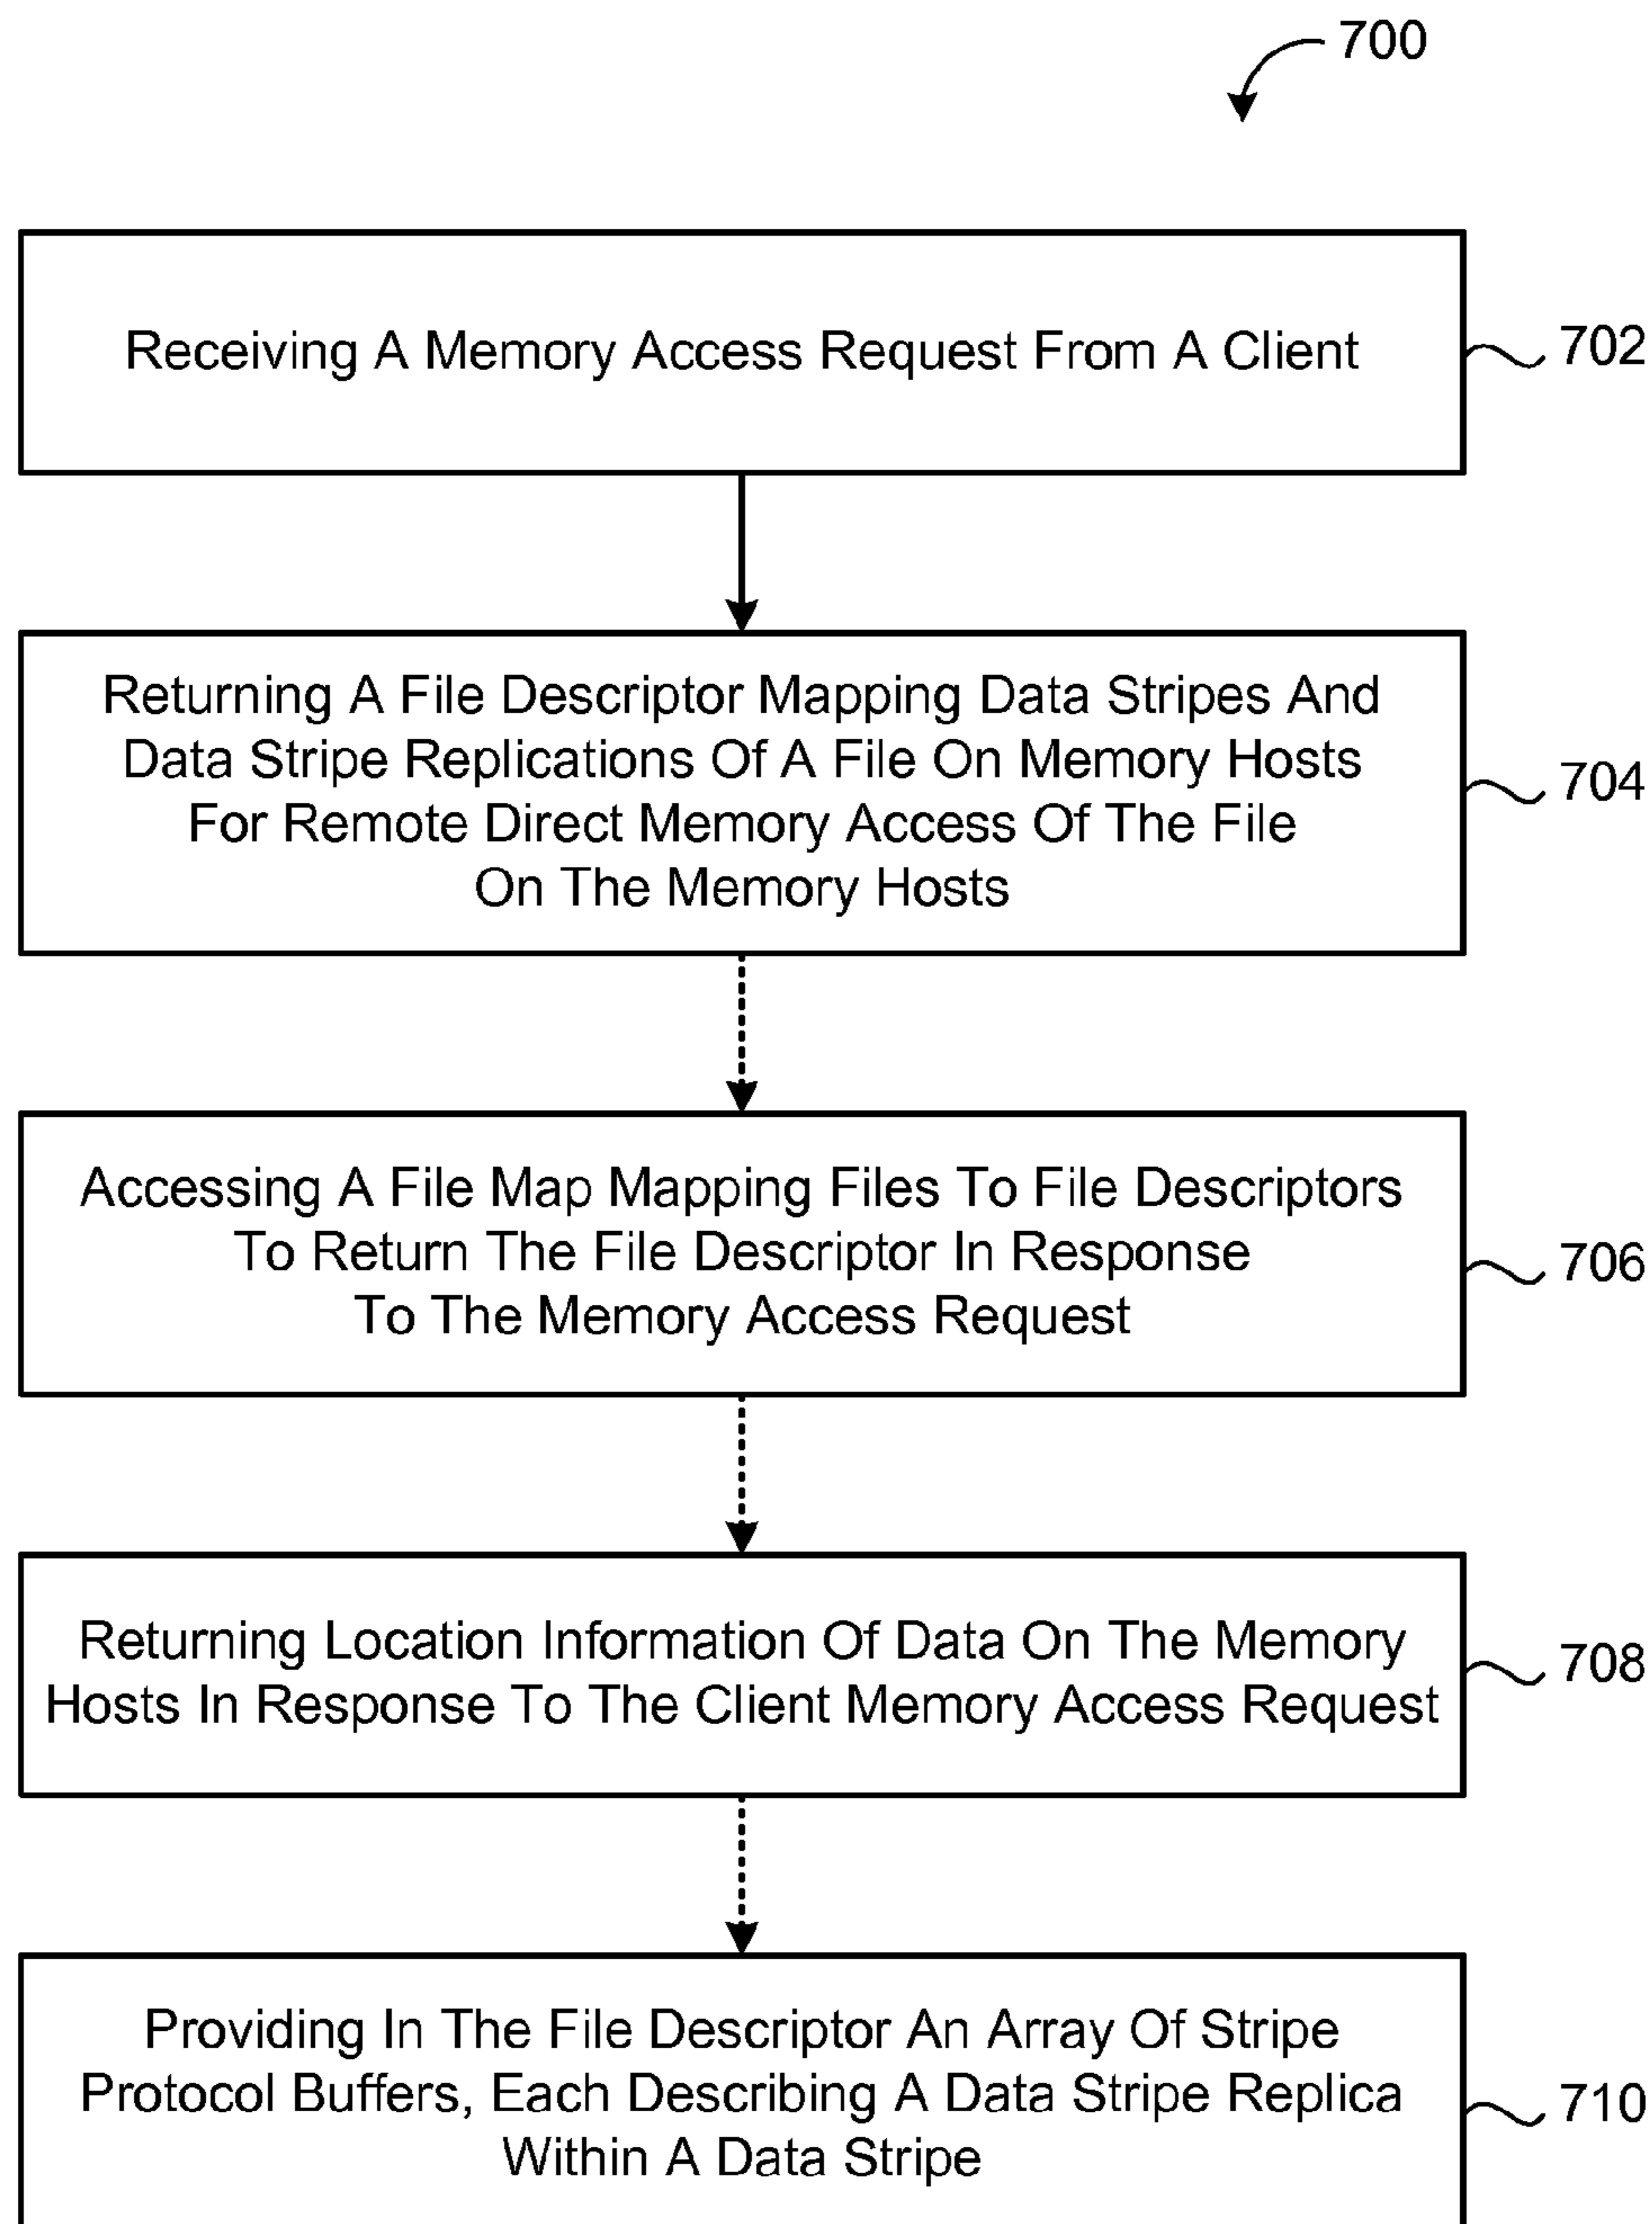 700
Receiving A Memory Access Request From A Client
702
Returning A File Descriptor Mapping Data Stripes And
Data Stripe Replications Of A File On Memory Hosts
For Remote Direct Memory Access Of The File
On The Memory Hosts
704
Accessing A File Map Mapping Files To File Descriptors
To Return The File Descriptor In Response
To The Memory Access Request
706
Returning Location Information Of Data On The Memory
Hosts In Response To The Client Memory Access Request
708
Providing In The File Descriptor An Array Of Stripe
Protocol Buffers, Each Describing A Data Stripe Replica
Within A Data Stripe
710